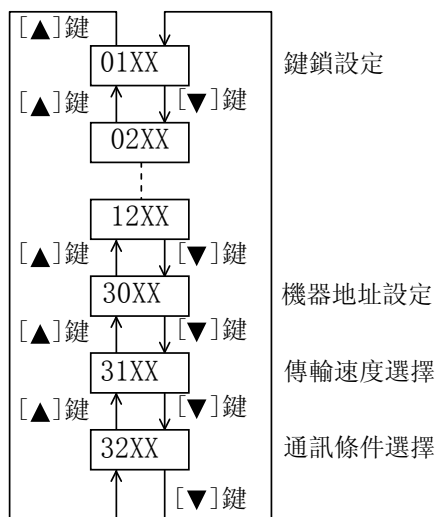 [▲]鍵
01XX 鍵鎖設定
[▲]鍵 [▼]鍵
02XX
12XX
[▲]鍵 [▼]鍵
30XX 機器地址設定
[▲]鍵 [▼]鍵
31XX 傳輸速度選擇
[▲]鍵 [▼]鍵
32XX 通訊條件選擇
[▼]鍵